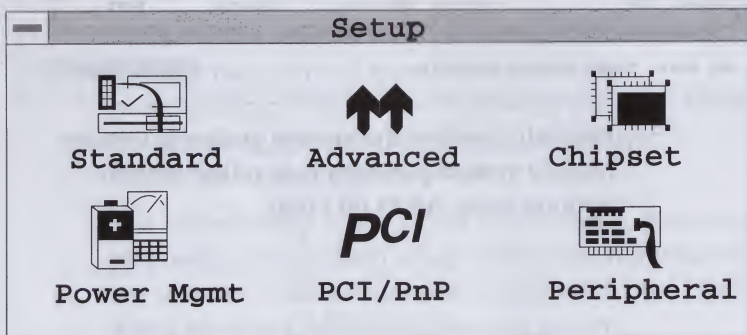 Setup
Standard Advanced Chipset
PCI
Power Mgmt PCI/PnP Peripheral